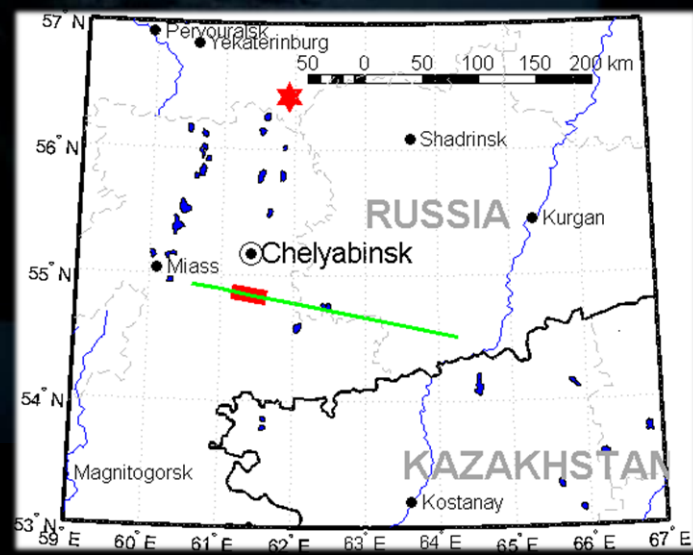 57° N
Pervouralsk
Yekaterinburg
50 0 50 100 150 200 km
56° N
Shadrinsk
RUSSIA
Kurgan
Chelyabinsk
55° N
Miass
54° N
KAZAKHSTAN
Magnitogorsk
Kostanay
53° N
59° E 60° E 61° E 62° E 63° E 64° E 65° E 66° E 67° E